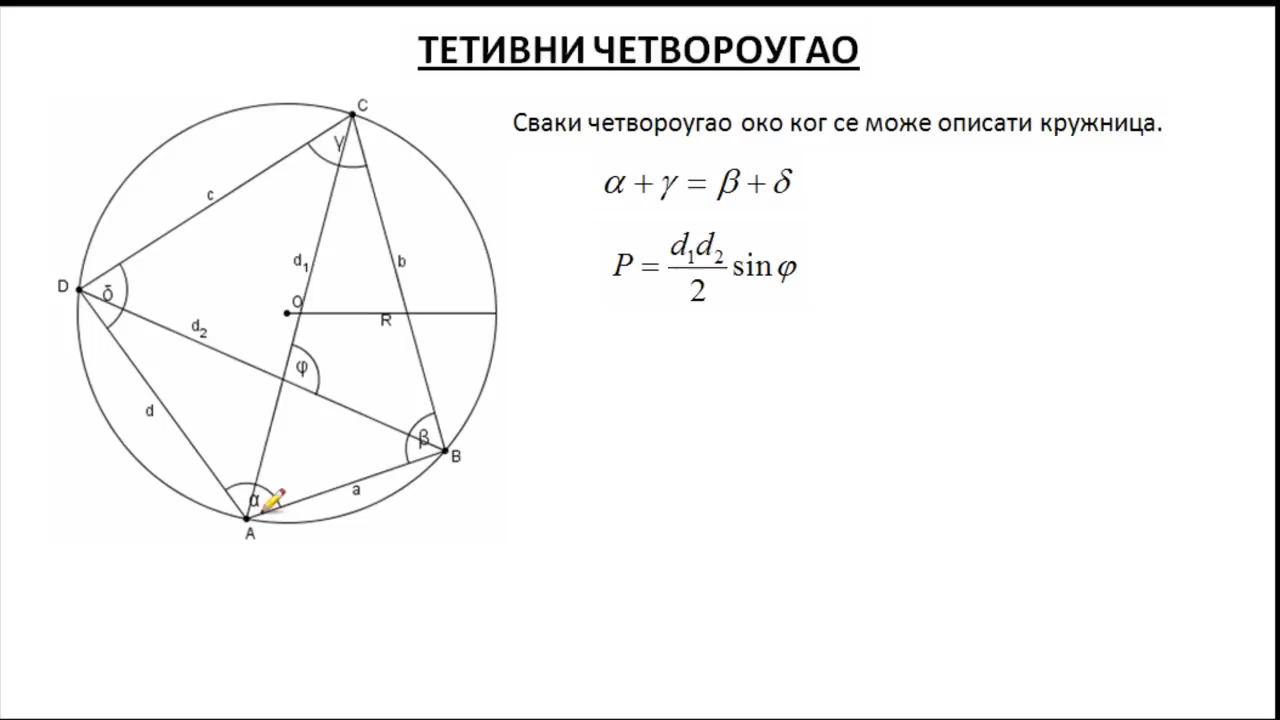 ТЕТИВНИ ЧЕТВОРОУГАО
Сваки четвороугао око ког се може описати кружница.
α + γ = β + δ
P = d₁d₂/2 sin φ
C
γ
c
d₁
b
D
δ
O
R
d₂
φ
d
β
B
α
a
A